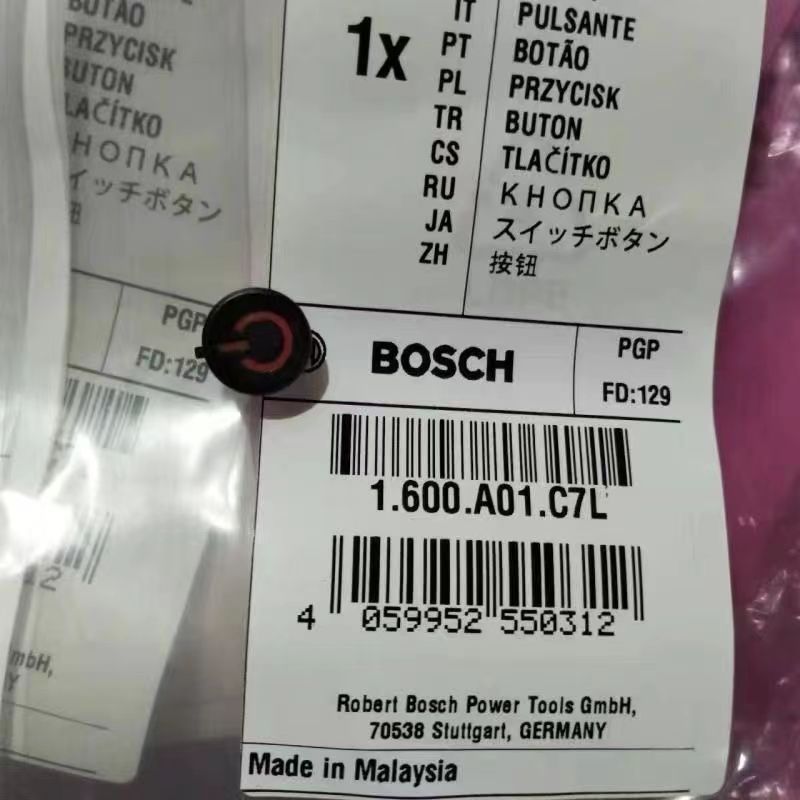 BOTÃO
PRZYCISK
BUTON
TLAČÍTKO
КНОПКА
イッチボタン
钮
PGP
FD:129
2
mbH,
Y
1x
IT PULSANTE
PT BOTÃO
PL PRZYCISK
TR BUTON
CS TLAČÍTKO
RU КНОПКА
JA スイッチボタン
ZH 按钮
BOSCH
PGP
FD:129
1.600.A01.C7L
4 059952 550312
Robert Bosch Power Tools GmbH,
70538 Stuttgart, GERMANY
Made in Malaysia